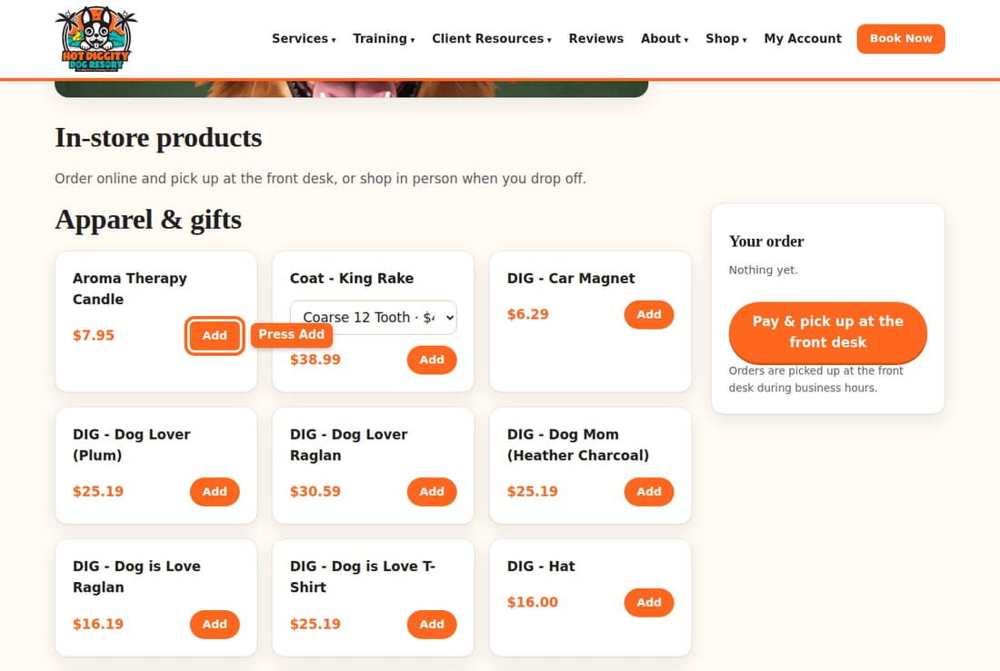 HOT DIGGITY
DOG RESORT
Services ▾
Training ▾
Client Resources ▾
Reviews
About ▾
Shop ▾
My Account
Book Now
In-store products
Order online and pick up at the front desk, or shop in person when you drop off.
Apparel & gifts
Aroma Therapy
Candle
$7.95
Add
Press Add
Coat - King Rake
Coarse 12 Tooth · $
$38.99
Add
DIG - Car Magnet
$6.29
Add
DIG - Dog Lover
(Plum)
$25.19
Add
DIG - Dog Lover
Raglan
$30.59
Add
DIG - Dog Mom
(Heather Charcoal)
$25.19
Add
DIG - Dog is Love
Raglan
$16.19
Add
DIG - Dog is Love T-
Shirt
$25.19
Add
DIG - Hat
$16.00
Add
Your order
Nothing yet.
Pay & pick up at the
front desk
Orders are picked up at the front
desk during business hours.